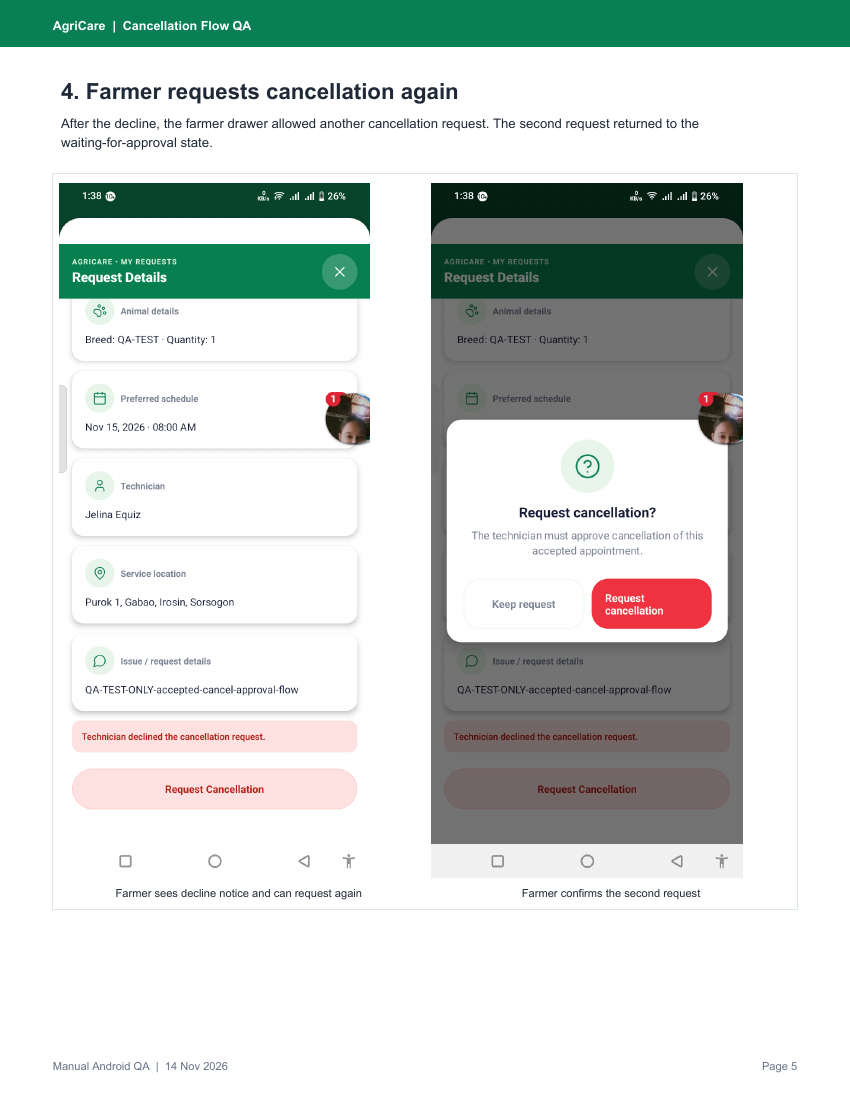 AgriCare | Cancellation Flow QA
4. Farmer requests cancellation again
After the decline, the farmer drawer allowed another cancellation request. The second request returned to the
waiting-for-approval state.
1:38
0
KB/s
26%
AGRICARE • MY REQUESTS
Request Details
Animal details
Breed: QA-TEST · Quantity: 1
Preferred schedule
1
Nov 15, 2026 · 08:00 AM
Technician
Jelina Equiz
Service location
Purok 1, Gabao, Irosin, Sorsogon
Issue / request details
QA-TEST-ONLY-accepted-cancel-approval-flow
Technician declined the cancellation request.
Request Cancellation
Farmer sees decline notice and can request again
1:38
0
KB/s
26%
AGRICARE • MY REQUESTS
Request Details
Animal details
Breed: QA-TEST · Quantity: 1
Preferred schedule
1
Request cancellation?
The technician must approve cancellation of this
accepted appointment.
Keep request
Request
cancellation
Issue / request details
QA-TEST-ONLY-accepted-cancel-approval-flow
Technician declined the cancellation request.
Request Cancellation
Farmer confirms the second request
Manual Android QA | 14 Nov 2026
Page 5